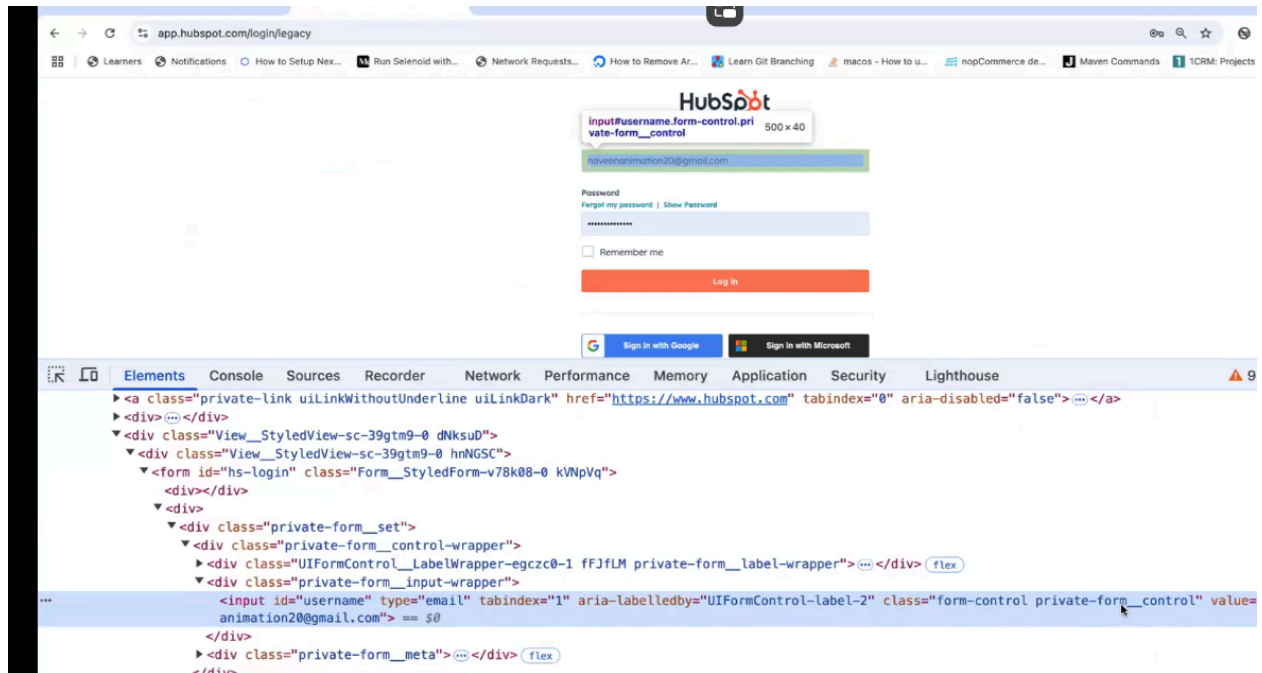 app.hubspot.com/login/legacy
Learners Notifications How to Setup Nex... Run Selenoid with... Network Requests... How to Remove Ar... Learn Git Branching macos - How to u... nopCommerce de... Maven Commands 1CRM: Projects
HubSpot
input#username.form-control.pri
vate-form__control 500 × 40
naveenanimation20@gmail.com
Password
Forgot my password | Show Password
••••••••••••••
Remember me
Log in
Sign in with Google Sign in with Microsoft
Elements Console Sources Recorder Network Performance Memory Application Security Lighthouse 9
<a class="private-link uiLinkWithoutUnderline uiLinkDark" href="https://www.hubspot.com" tabindex="0" aria-disabled="false">…</a>
<div>…</div>
<div class="View__StyledView-sc-39gtm9-0 dNksuD">
<div class="View__StyledView-sc-39gtm9-0 hnNGSC">
<form id="hs-login" class="Form__StyledForm-v78k08-0 kVNpVq">
<div></div>
<div>
<div class="private-form__set">
<div class="private-form__control-wrapper">
<div class="UIFormControl__LabelWrapper-egczc0-1 fFJfLM private-form__label-wrapper">…</div> flex
<div class="private-form__input-wrapper">
… <input id="username" type="email" tabindex="1" aria-labelledby="UIFormControl-label-2" class="form-control private-form__control" value=
animation20@gmail.com"> == $0
</div>
<div class="private-form__meta">…</div> flex
</div>